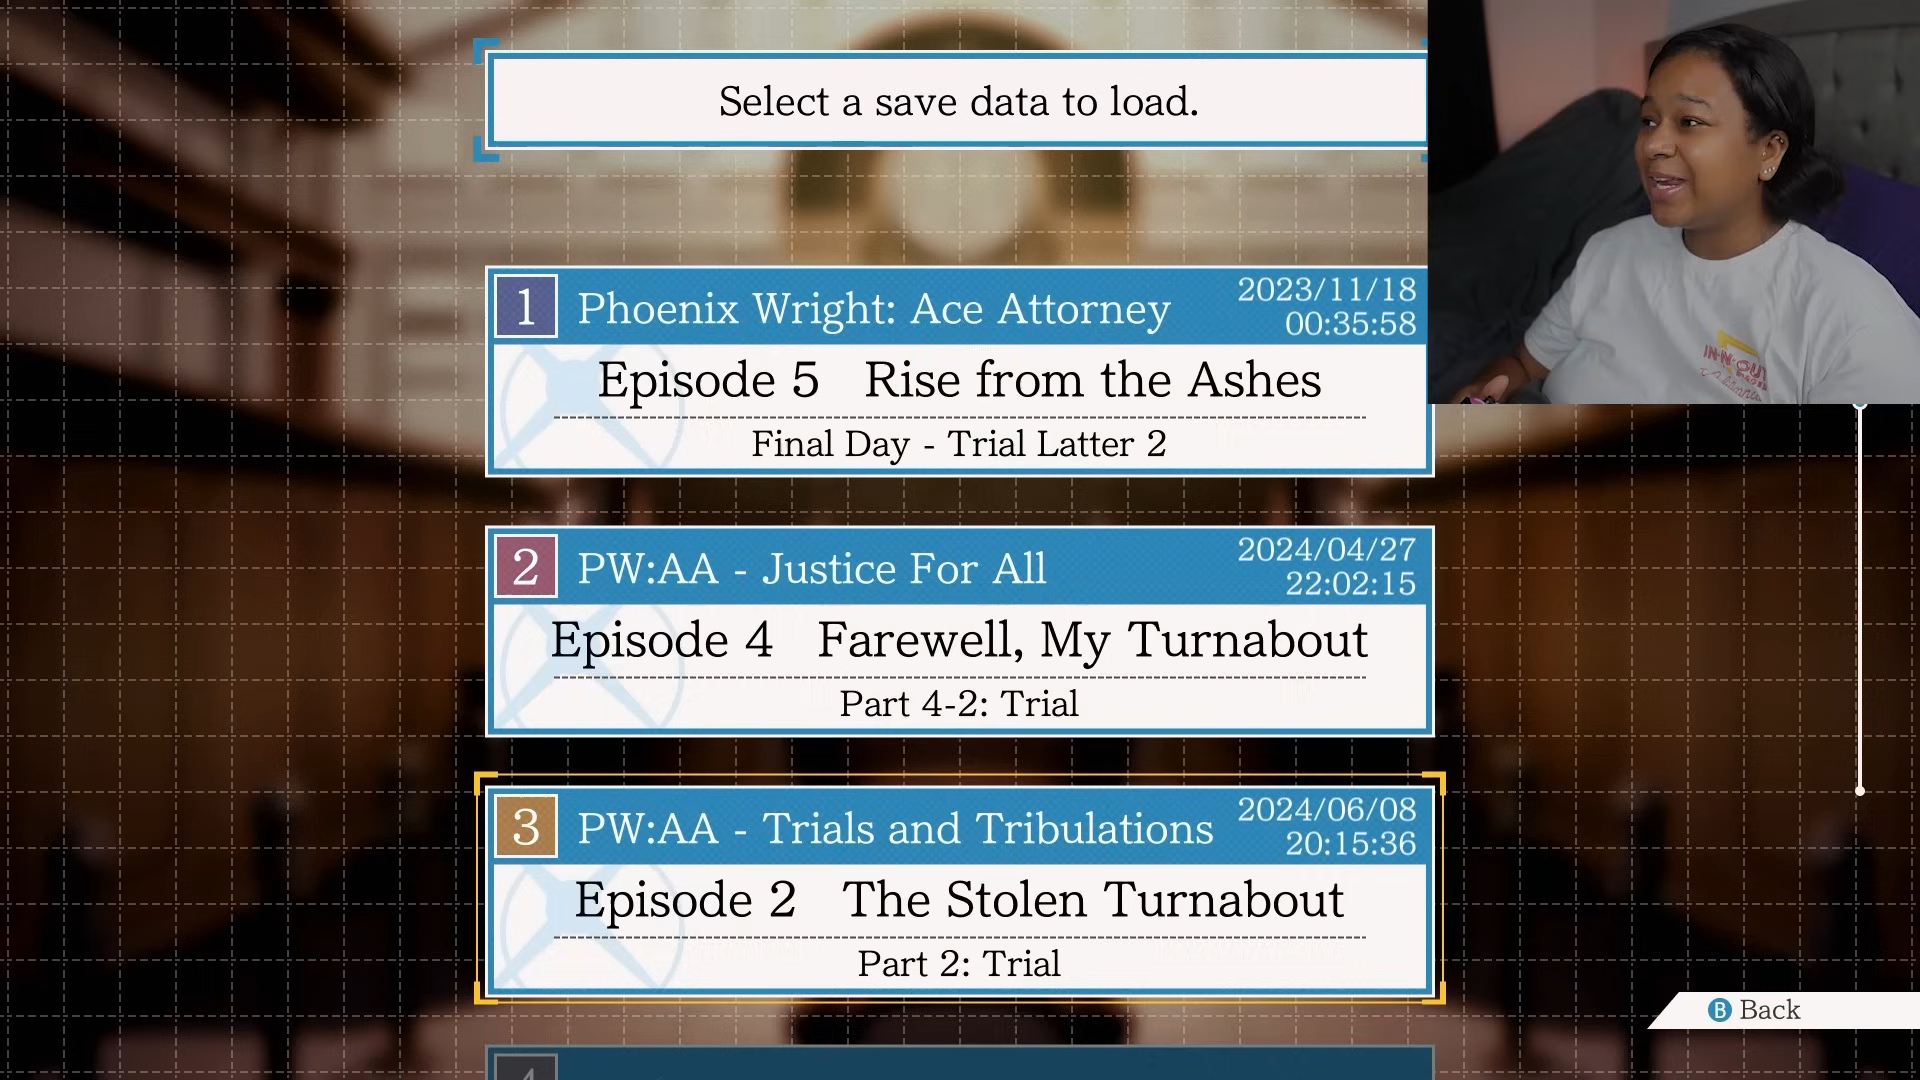 Select a save data to load.
1 Phoenix Wright: Ace Attorney 2023/11/18 00:35:58
Episode 5 Rise from the Ashes
Final Day - Trial Latter 2
2 PW:AA - Justice For All 2024/04/27 22:02:15
Episode 4 Farewell, My Turnabout
Part 4-2: Trial
3 PW:AA - Trials and Tribulations 2024/06/08 20:15:36
Episode 2 The Stolen Turnabout
Part 2: Trial
4
B Back
IN-N-OUT